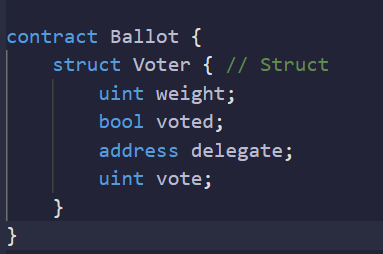 contract Ballot {
    struct Voter { // Struct
        uint weight;
        bool voted;
        address delegate;
        uint vote;
    }
}